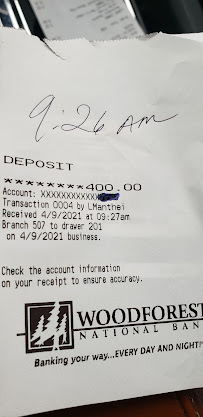 9:26 AM
DEPOSIT
********400.00
Account: XXXXXXXXXXXX
Transaction 0004 by LManthei
Received 4/9/2021 at 09:27am
Branch 507 to drawer 201
on 4/9/2021 business.
Check the account information
on your receipt to ensure accuracy.
WOODFOREST
NATIONAL BAN
Banking your way...EVERY DAY AND NIGHT!